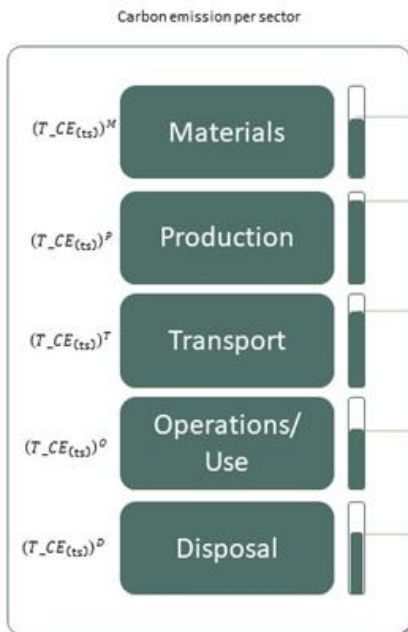 Carbon emission per sector
(T_CE₍ts₎)ᴹ
Materials
(T_CE₍ts₎)ᴾ
Production
(T_CE₍ts₎)ᵀ
Transport
(T_CE₍ts₎)ᴼ
Operations/
Use
(T_CE₍ts₎)ᴰ
Disposal